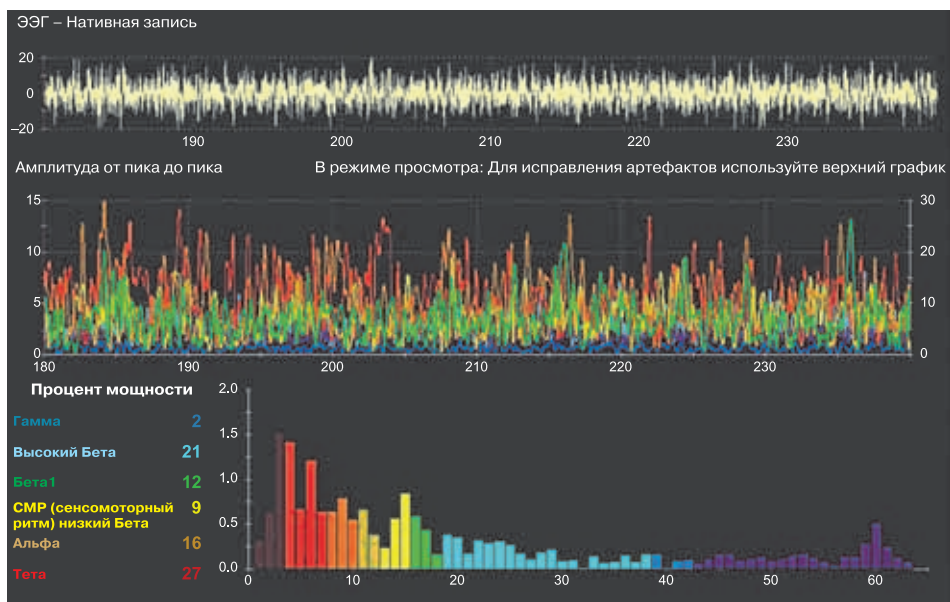 ЭЭГ – Нативная запись
20
0
–20
190 200 210 220 230
Амплитуда от пика до пика В режиме просмотра: Для исправления артефактов используйте верхний график
15 30
10 20
5 10
0 0
180 190 200 210 220 230
Процент мощности
Гамма 2
Высокий Бета 21
Бета1 12
СМР (сенсомоторный 9
ритм) низкий Бета
Альфа 16
Тета 27
2.0
1.5
1.0
0.5
0.0
0 10 20 30 40 50 60